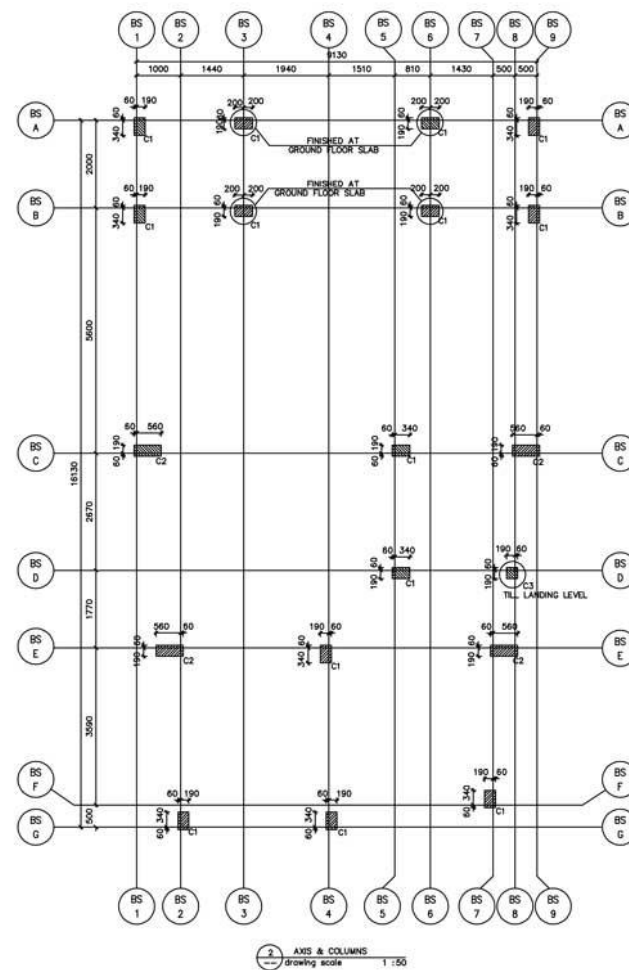 BS 1 BS 2 BS 3 BS 4 BS 5 BS 6 BS 7 BS 8 BS 9
9130
1000 1440 1940 1510 810 1430 500 500
60 190 200 200 200 200 190 60
BS A 340 60 C1 60 C1 190 60 C1 340 60 C1 BS A
FINISHED AT
GROUND FLOOR SLAB
2000
FINISHED AT
GROUND FLOOR SLAB
60 190 200 200 200 200 190 60
BS B 340 60 C1 190 60 C1 190 60 C1 340 60 C1 BS B
5600
60 560 60 340 560 60
BS C 60 190 C2 60 190 C1 60 190 C2 BS C
16130
2670
60 340 190 60
BS D 190 60 C1 190 60 C3 BS D
TILL LANDING LEVEL
1770
560 60 190 60 60 560
BS E 190 60 C2 340 60 C1 190 60 C2 BS E
3590
190 60
BS F 60 340 C1 BS F
60 190 60 190
BS G 500 60 340 C1 60 340 C1 BS G
BS 1 BS 2 BS 3 BS 4 BS 5 BS 6 BS 7 BS 8 BS 9
2 AXIS & COLUMNS
drawing scale 1 :50